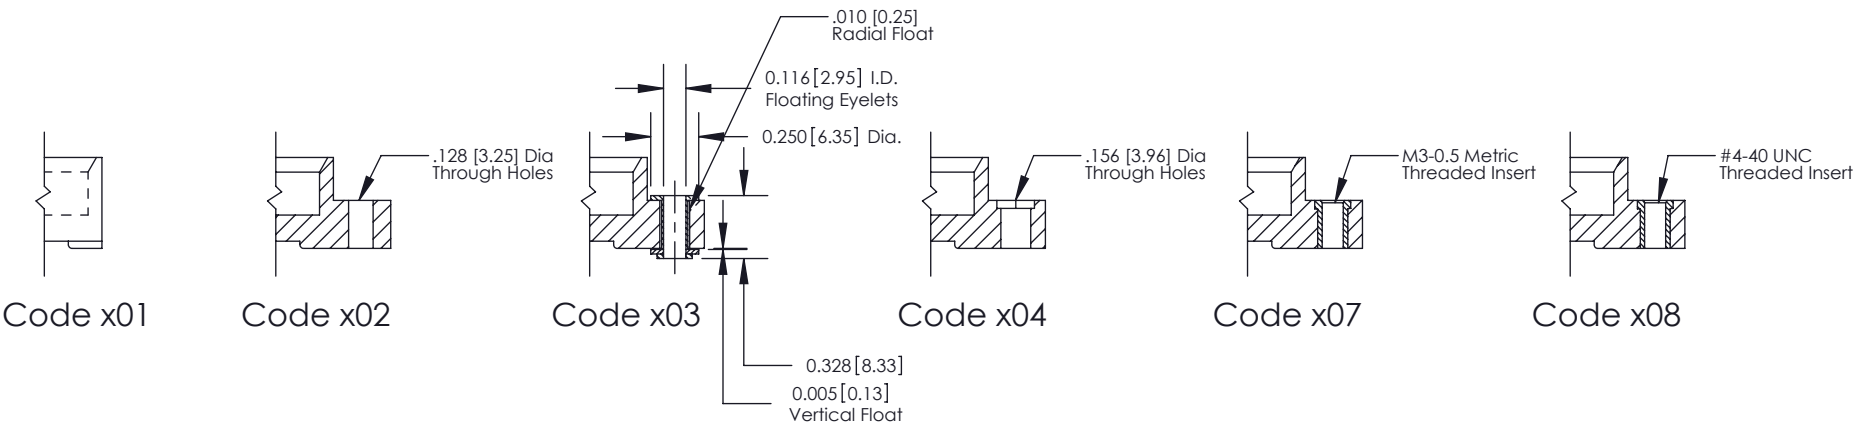 .010 [0.25]
Radial Float
0.116[2.95] I.D.
Floating Eyelets
0.250[6.35] Dia.
.128 [3.25] Dia
Through Holes
.156 [3.96] Dia
Through Holes
M3-0.5 Metric
Threaded Insert
#4-40 UNC
Threaded Insert
Code x01
Code x02
Code x03
Code x04
Code x07
Code x08
0.328[8.33]
0.005[0.13]
Vertical Float